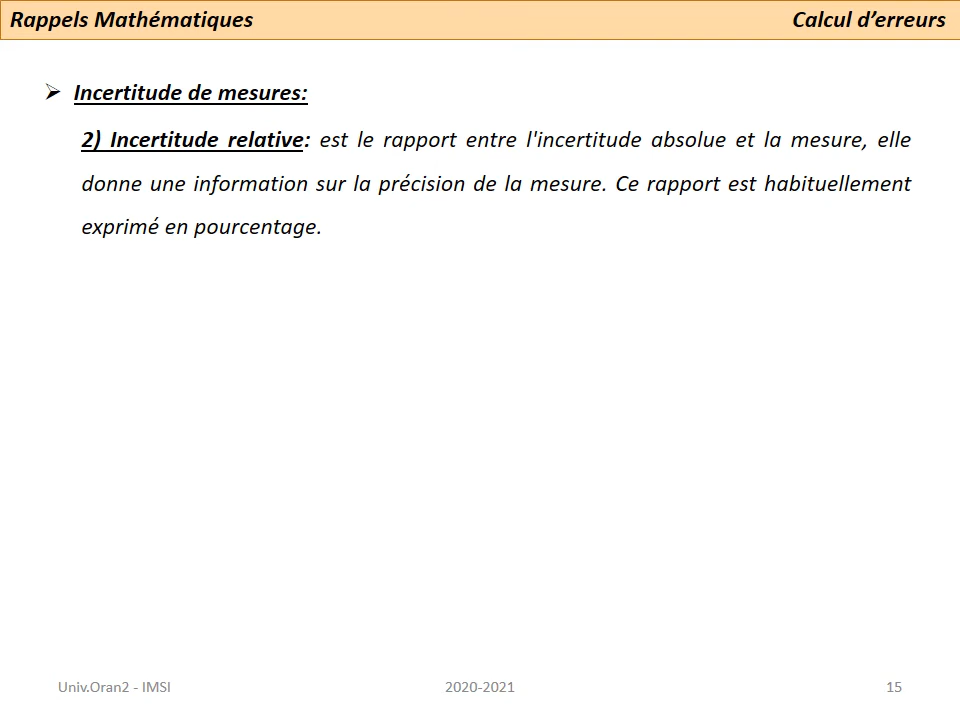 Rappels Mathématiques Calcul d’erreurs
➢ Incertitude de mesures:
2) Incertitude relative: est le rapport entre l'incertitude absolue et la mesure, elle
donne une information sur la précision de la mesure. Ce rapport est habituellement
exprimé en pourcentage.
Univ.Oran2 - IMSI 2020-2021 15